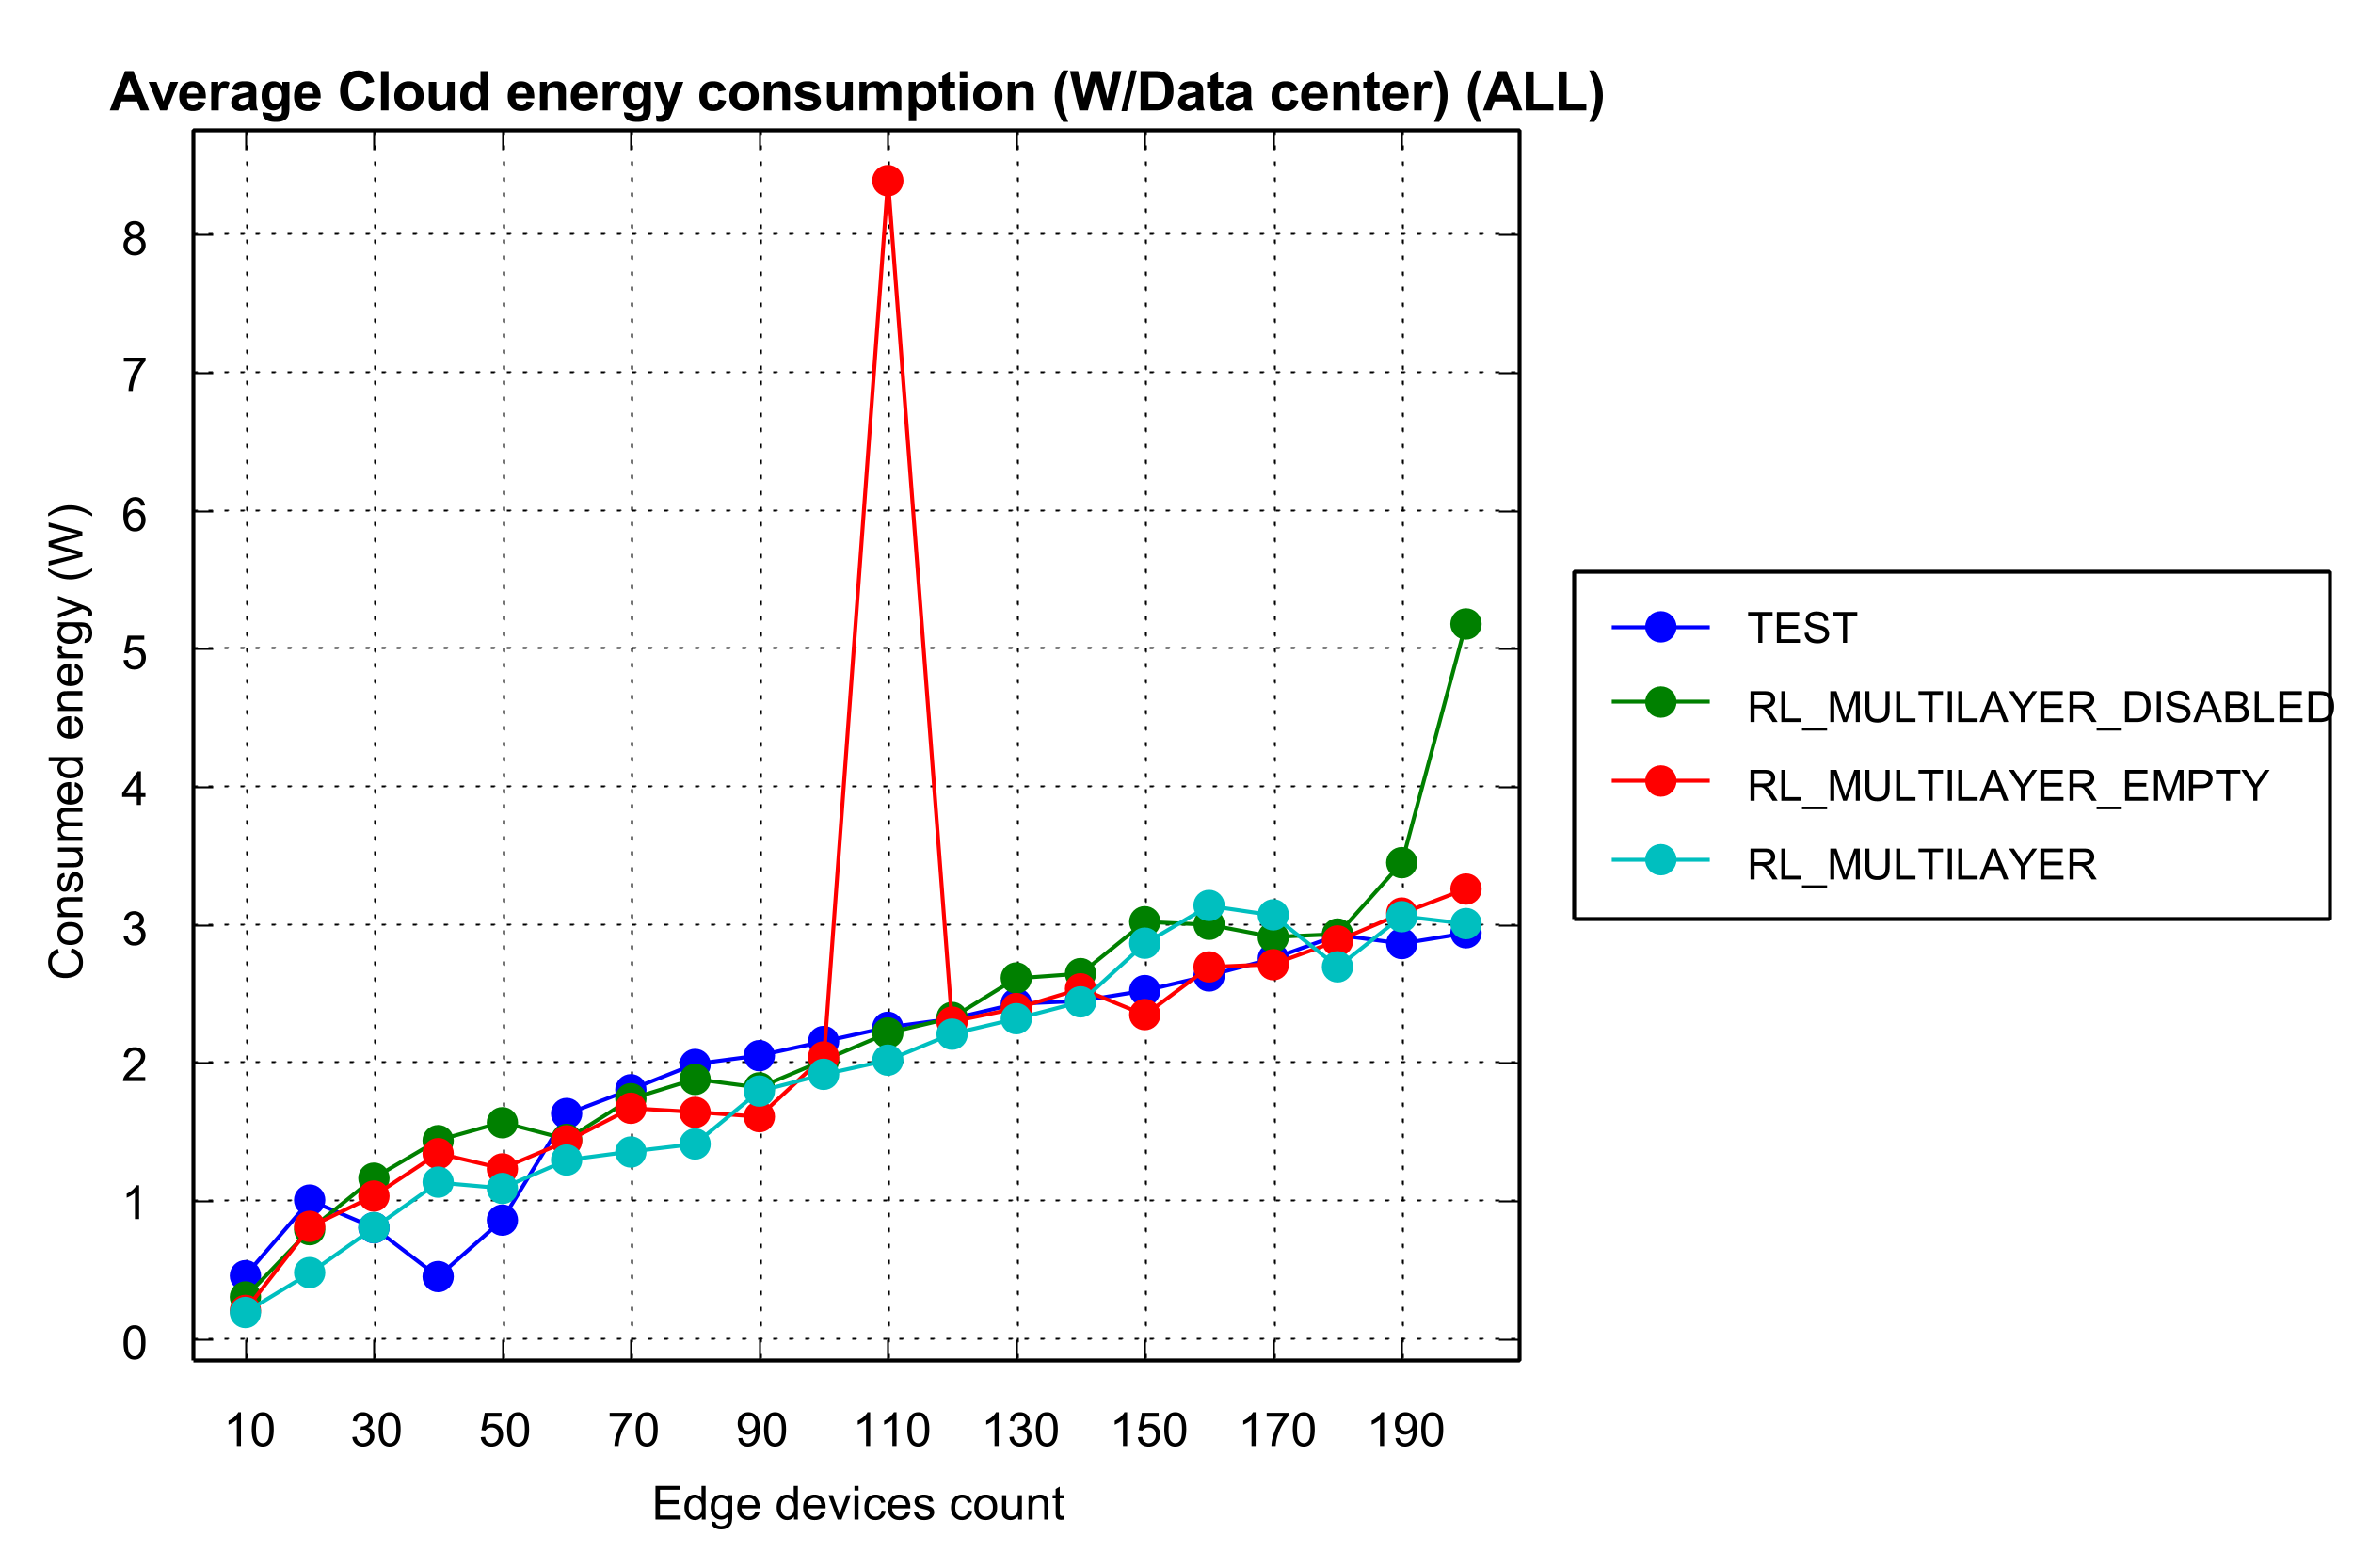 Average Cloud energy consumption (W/Data center) (ALL)
8
7
6
5
4
3
2
1
0
Consumed energy (W)
10 30 50 70 90 110 130 150 170 190
Edge devices count
TEST
RL_MULTILAYER_DISABLED
RL_MULTILAYER_EMPTY
RL_MULTILAYER